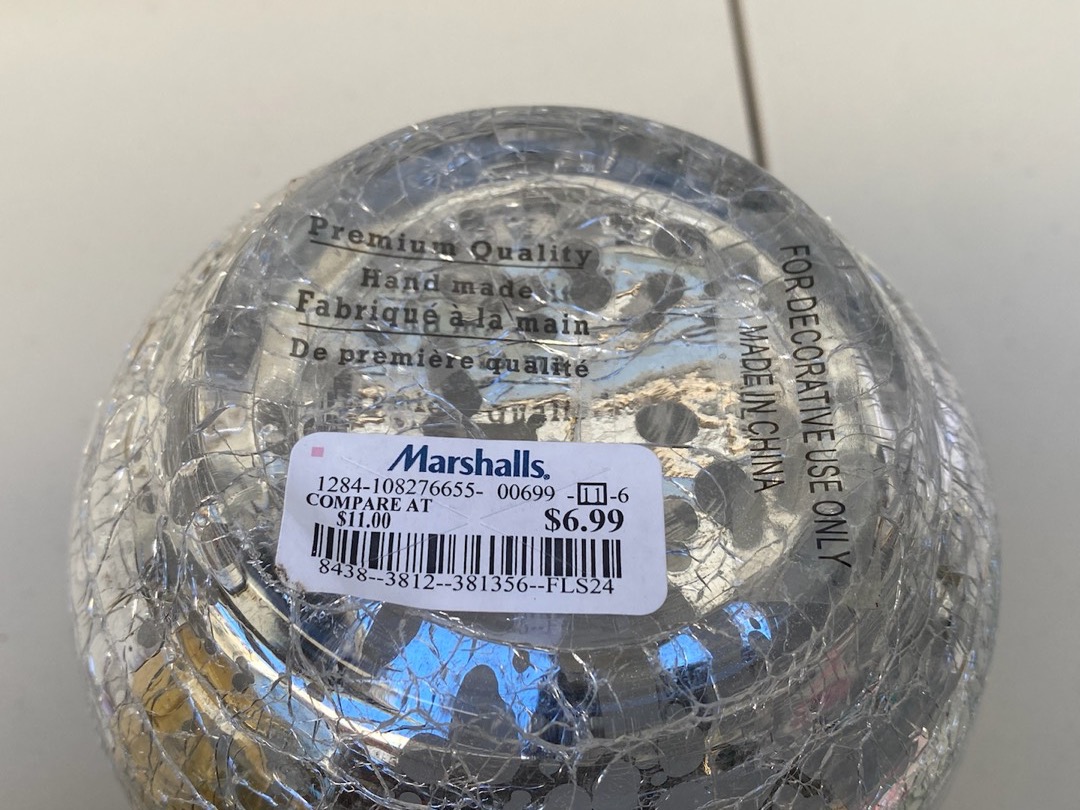 Premium Quality
Hand made in
Fabriqué à la main
De première qualité
FOR DECORATIVE USE ONLY
MADE IN CHINA
Marshalls.
1284-108276655- 00699 -11-6
COMPARE AT
$11.00
$6.99
8438--3812--381356--FLS24